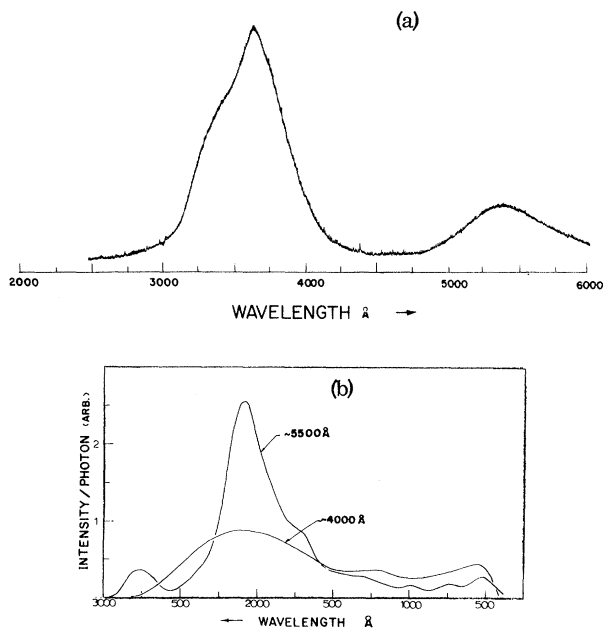 (a)
2000 3000 4000 5000 6000
WAVELENGTH Å →
(b)
INTENSITY/PHOTON (ARB.)
2
1
~5500Å
~4000Å
3000 500 2000 500 1000 500
← WAVELENGTH Å